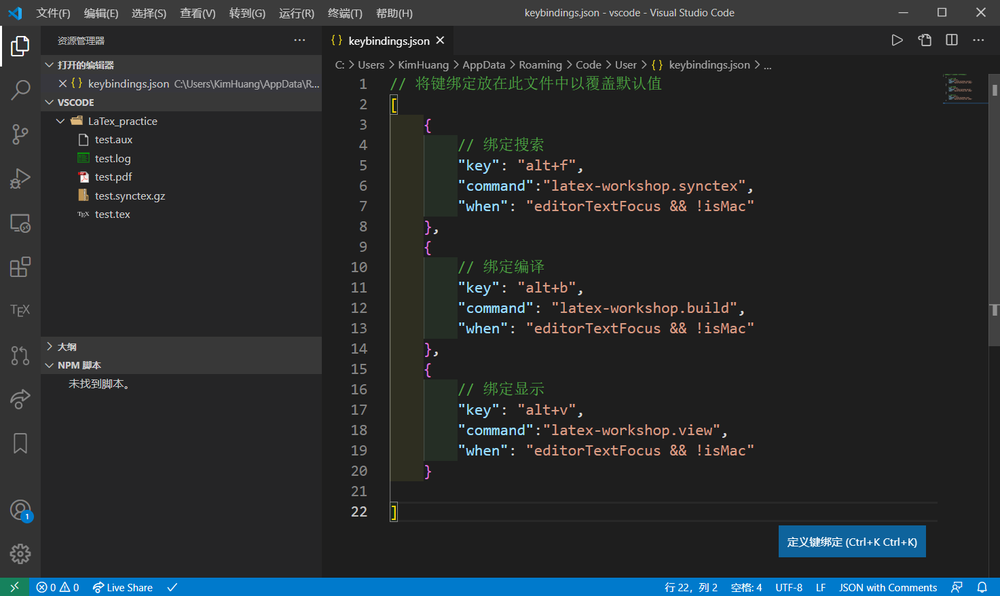 文件(F) 编辑(E) 选择(S) 查看(V) 转到(G) 运行(R) 终端(T) 帮助(H) keybindings.json - vscode - Visual Studio Code
资源管理器
打开的编辑器
keybindings.json C:\Users\KimHuang\AppData\R...
VSCODE
LaTex_practice
test.aux
test.log
test.pdf
test.synctex.gz
TEX test.tex
TEX
大纲
NPM 脚本
未找到脚本。
1
{} keybindings.json
C: > Users > KimHuang > AppData > Roaming > Code > User > {} keybindings.json > ...
1 // 将键绑定放在此文件中以覆盖默认值
2 [
3 {
4 // 绑定搜索
5 "key": "alt+f",
6 "command":"latex-workshop.synctex",
7 "when": "editorTextFocus && !isMac"
8 },
9 {
10 // 绑定编译
11 "key": "alt+b",
12 "command": "latex-workshop.build",
13 "when": "editorTextFocus && !isMac"
14 },
15 {
16 // 绑定显示
17 "key": "alt+v",
18 "command":"latex-workshop.view",
19 "when": "editorTextFocus && !isMac"
20 }
21
22 ]
定义键绑定 (Ctrl+K Ctrl+K)
0 0 Live Share 行 22，列 2 空格: 4 UTF-8 LF JSON with Comments